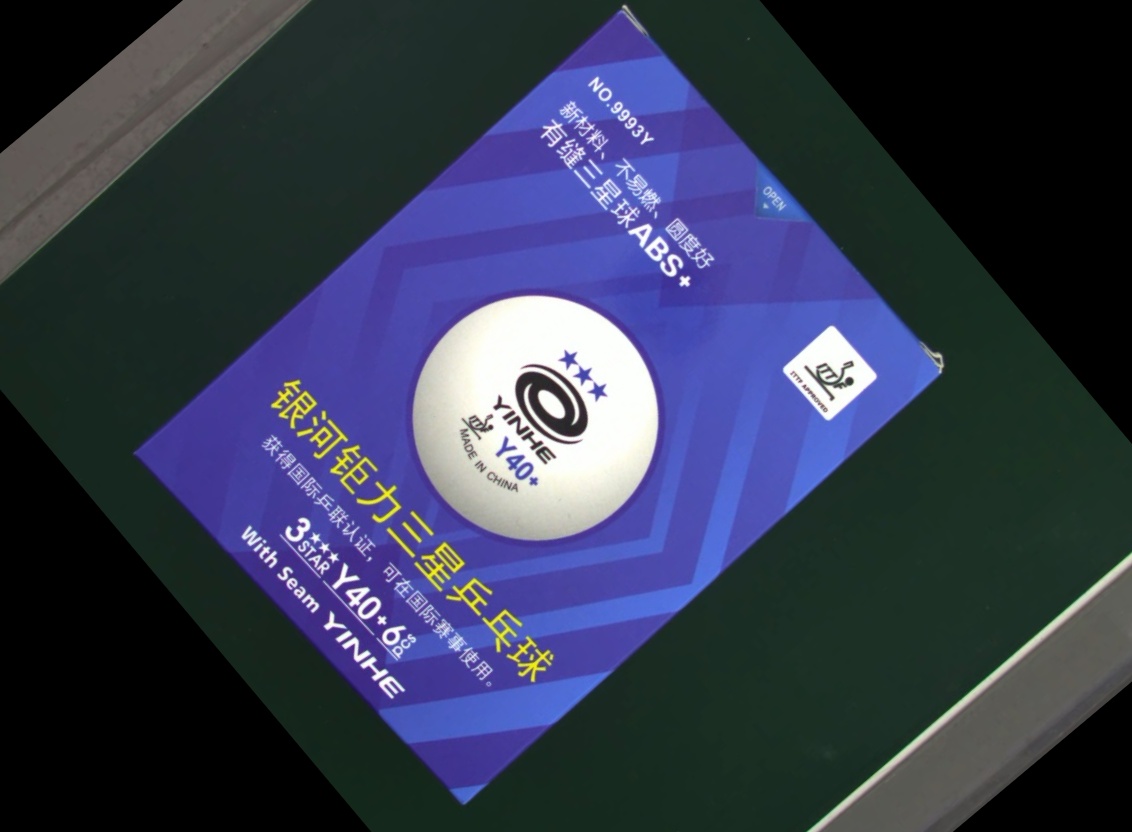 NO.9993Y
新材料、不易燃、圆度好
有缝三星球ABS+
OPEN
ITTF
ITTF APPROVED
YINHE
ITTF
Y40+
MADE IN CHINA
银河钜力三星乒乓球
获得国际乒联认证，可在国际赛事使用。
3 STAR Y40+ 6PCS
With Seam YINHE